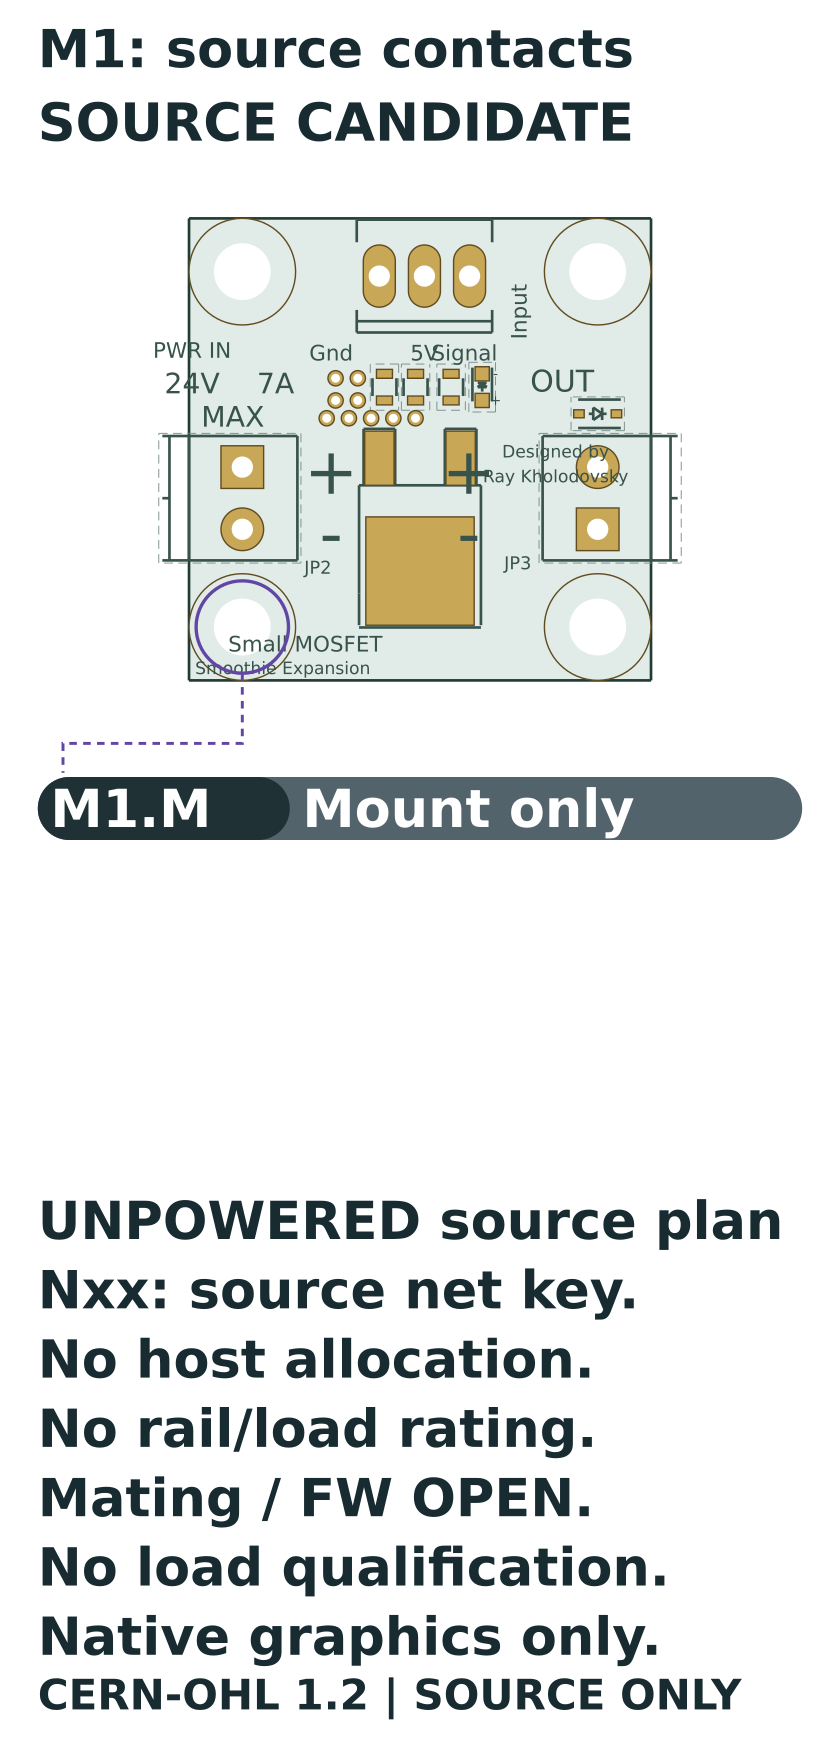 M1: source contacts
SOURCE CANDIDATE
Input
PWR IN
Gnd
5V
Signal
24V 7A
MAX
OUT
-
+
Designed by
Ray Kholodovsky
+
+
-
-
JP2
JP3
Small MOSFET
Smoothie Expansion
M1.M Mount only
UNPOWERED source plan
Nxx: source net key.
No host allocation.
No rail/load rating.
Mating / FW OPEN.
No load qualification.
Native graphics only.
CERN-OHL 1.2 | SOURCE ONLY